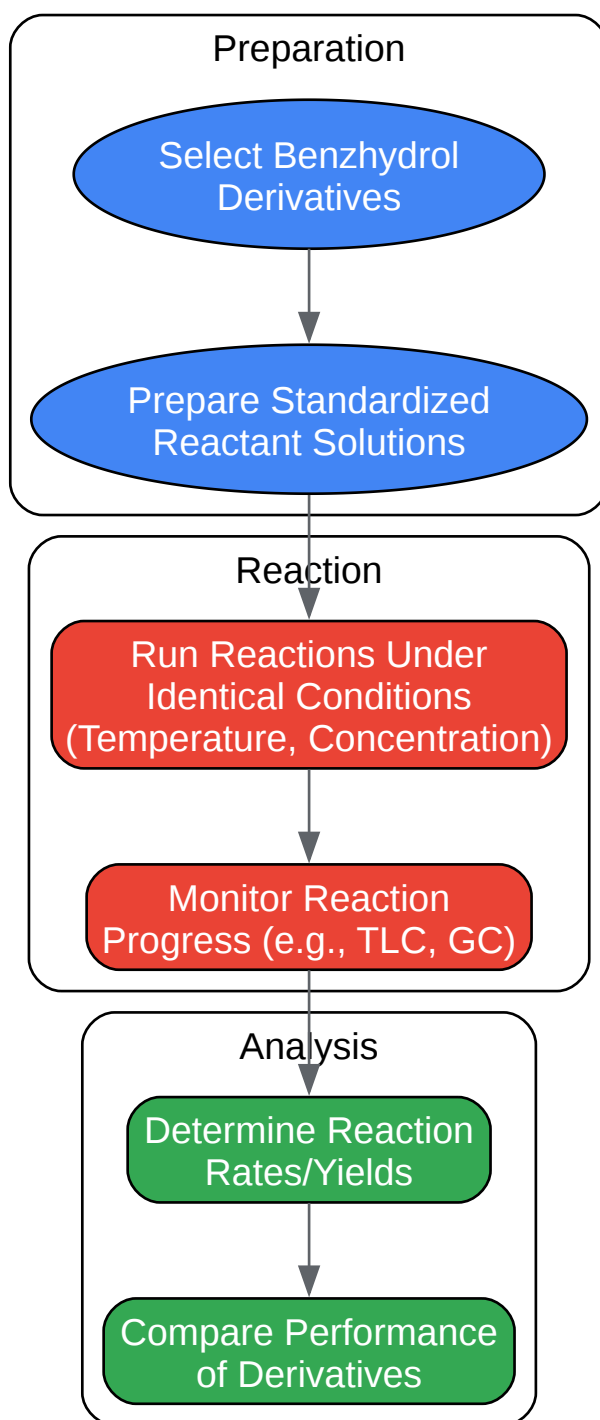 Preparation
Select Benzhydrol
Derivatives
Prepare Standardized
Reactant Solutions
Reaction
Run Reactions Under
Identical Conditions
(Temperature, Concentration)
Monitor Reaction
Progress (e.g., TLC, GC)
Analysis
Determine Reaction
Rates/Yields
Compare Performance
of Derivatives